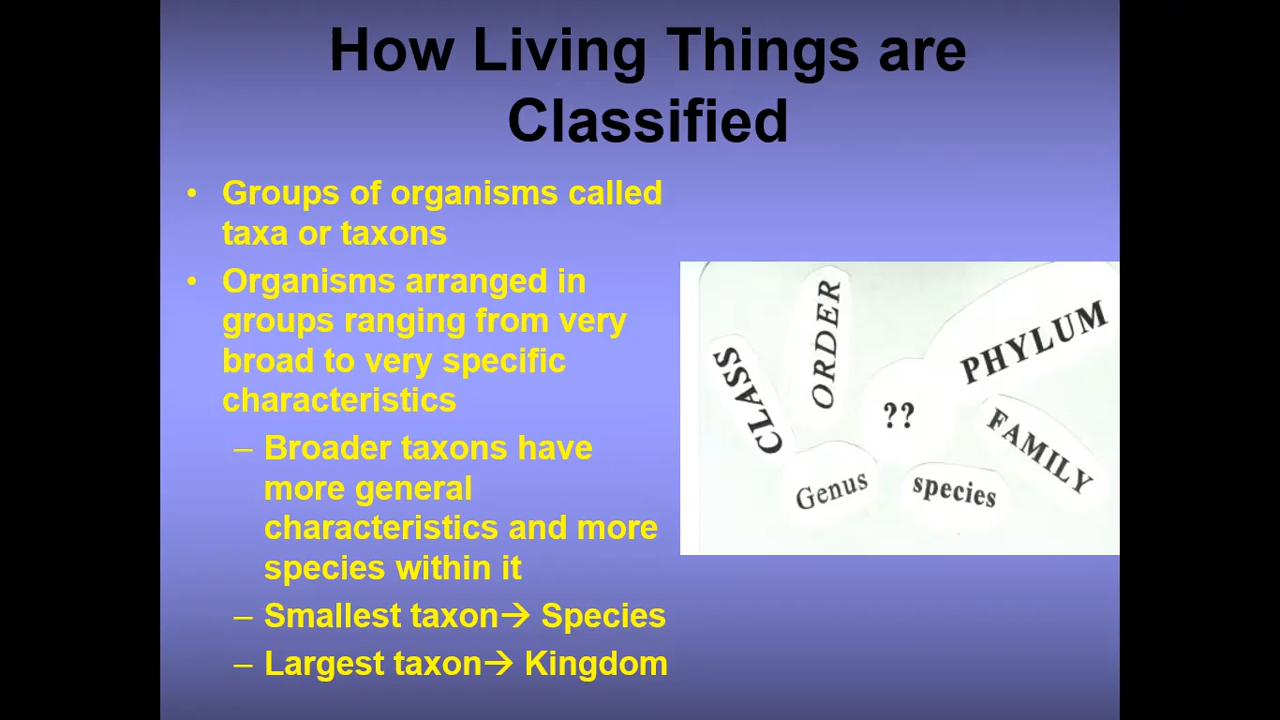 How Living Things are
Classified
• Groups of organisms called
taxa or taxons
• Organisms arranged in
groups ranging from very
broad to very specific
characteristics
– Broader taxons have
more general
characteristics and more
species within it
– Smallest taxon→ Species
– Largest taxon→ Kingdom
CLASS
ORDER
PHYLUM
??
FAMILY
Genus
species